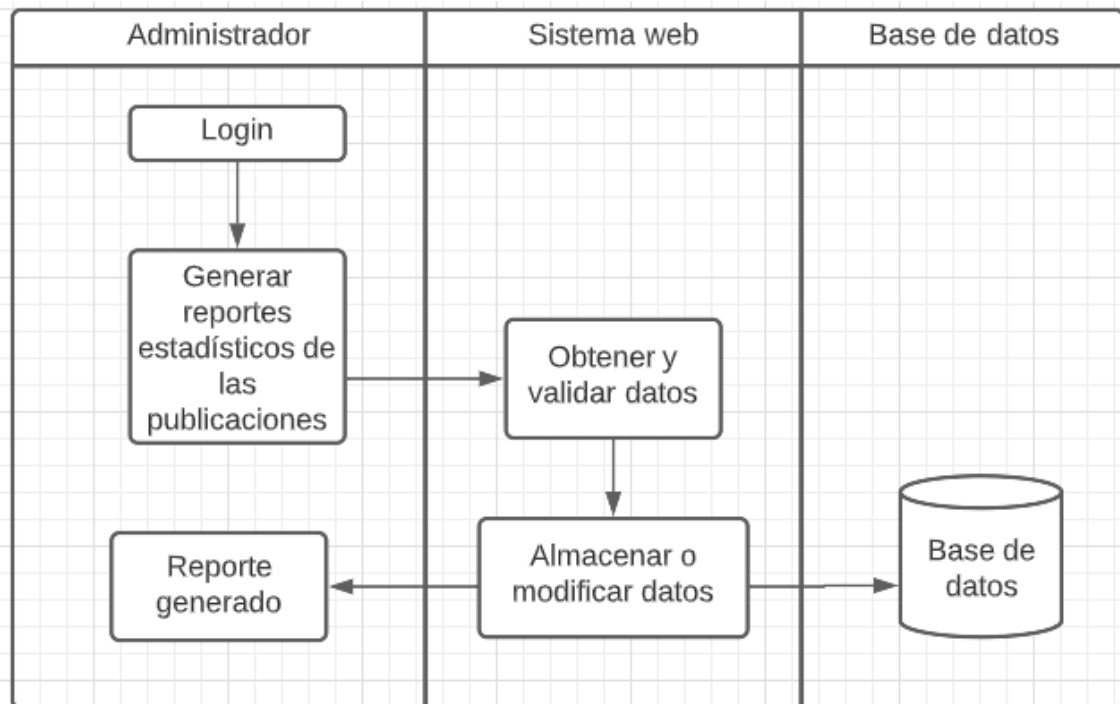 Administrador
Sistema web
Base de datos
Login
Generar
reportes
estadísticos de
las
publicaciones
Obtener y
validar datos
Almacenar o
modificar datos
Reporte
generado
Base de
datos